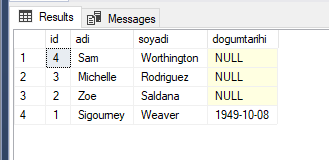 Results Messages
id adi soyadi dogumtarihi
1 4 Sam Worthington NULL
2 3 Michelle Rodriguez NULL
3 2 Zoe Saldana NULL
4 1 Sigourney Weaver 1949-10-08